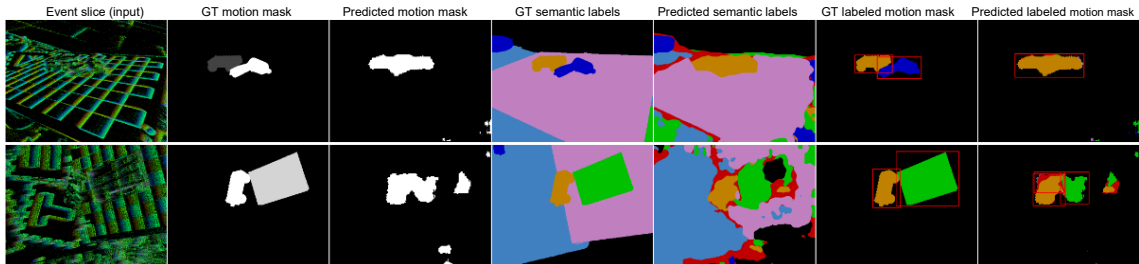 Event slice (input) GT motion mask Predicted motion mask GT semantic labels Predicted semantic labels GT labeled motion mask Predicted labeled motion mask